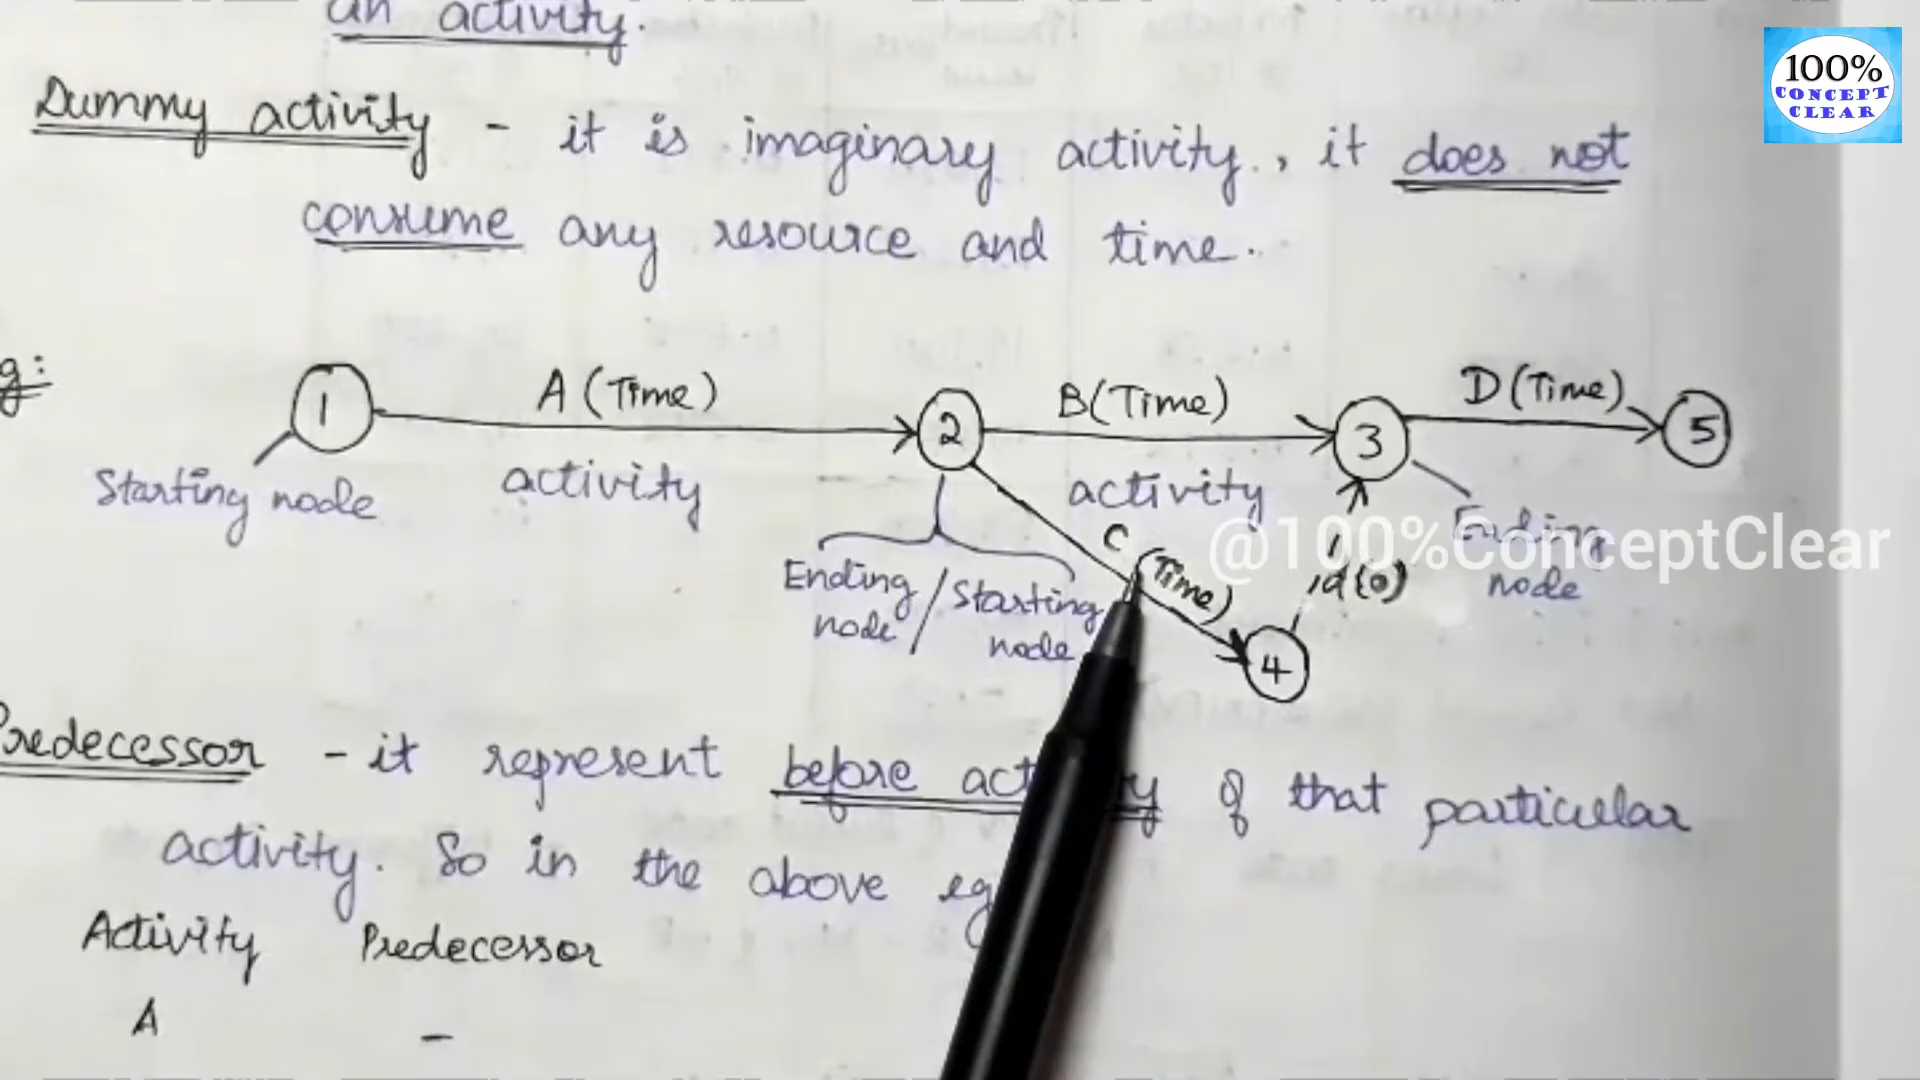 an activity.
100%
CONCEPT
CLEAR
Dummy activity - it is imaginary activity, it does not
consume any resource and time.
g:
1 A (Time) 2 B(Time) 3 D(Time) 5
Starting node activity activity
C (Time)
@100%ConceptClear
Ending node / Starting node
d(0)
Ending node
4
Predecessor - it represent before activity of that particular
activity. So in the above eg
Activity Predecessor
A -